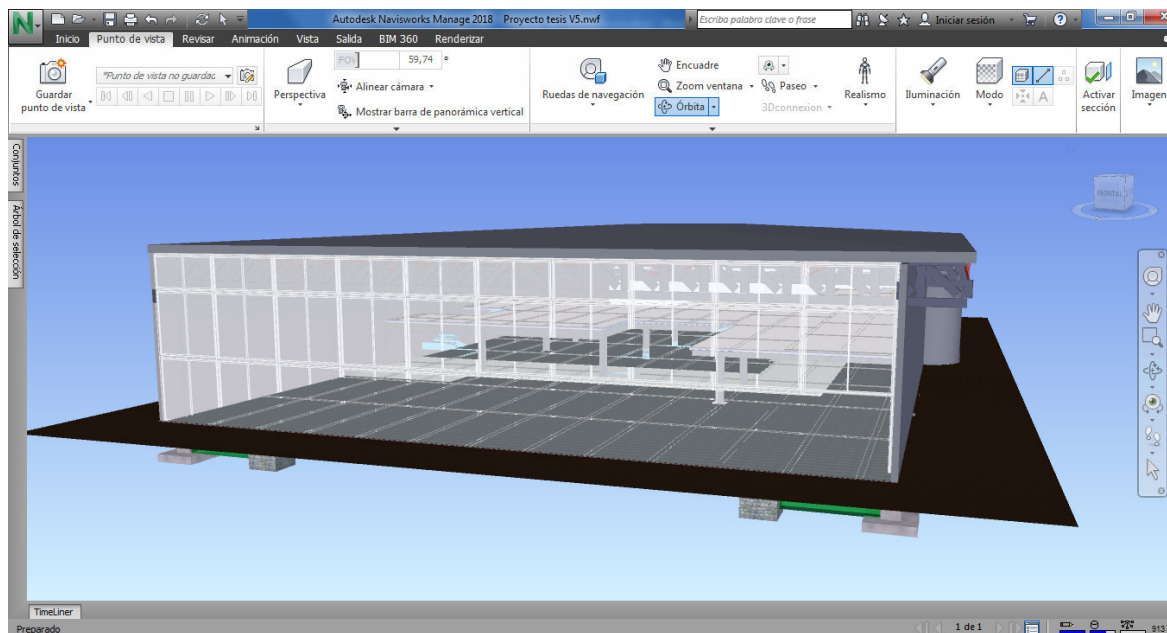 Autodesk Navisworks Manage 2018 Proyecto tesis V5.nwf
Escriba palabra clave o frase
Iniciar sesión
Inicio Punto de vista Revisar Animación Vista Salida BIM 360 Renderizar
Guardar punto de vista
*Punto de vista no guardac
Perspectiva
FOV 59,74 °
Alinear cámara
Mostrar barra de panorámica vertical
Ruedas de navegación
Encuadre
Zoom ventana
Órbita
Paseo
3Dconnexion
Realismo
Iluminación
Modo
A
Activar sección
Imagen
Conjuntos
Árbol de selección
FRONTAL
TimeLiner
Preparado
1 de 1
913